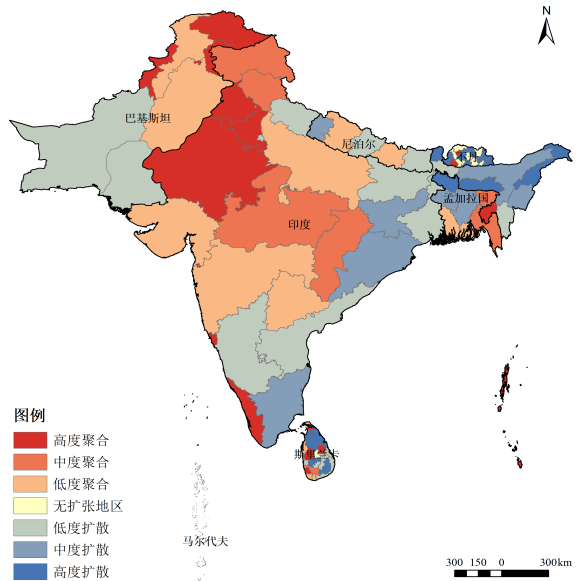 N
巴基斯坦
尼泊尔
不丹
孟加拉国
印度
斯里兰卡
马尔代夫
图例
高度聚合
中度聚合
低度聚合
无扩张地区
低度扩散
中度扩散
高度扩散
300 150 0 300km